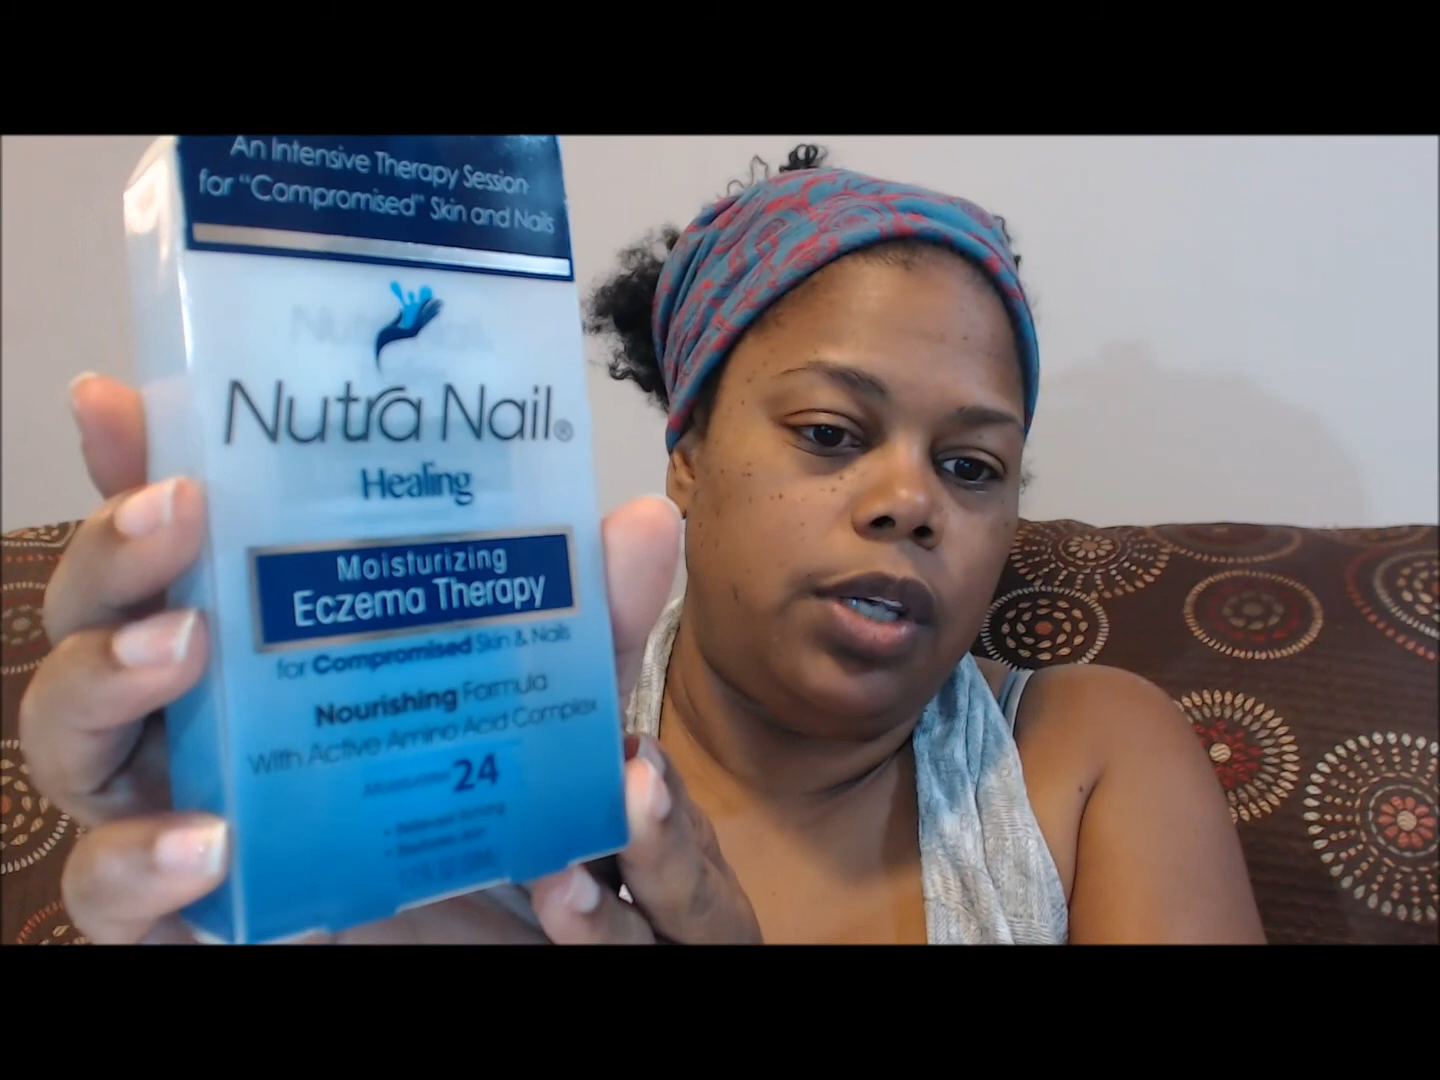 An Intensive Therapy Session
for "Compromised" Skin and Nails
Nutra Nail®
Healing
Moisturizing
Eczema Therapy
for Compromised Skin & Nails
Nourishing Formula
With Active Amino Acid Complex
Moisturizes 24